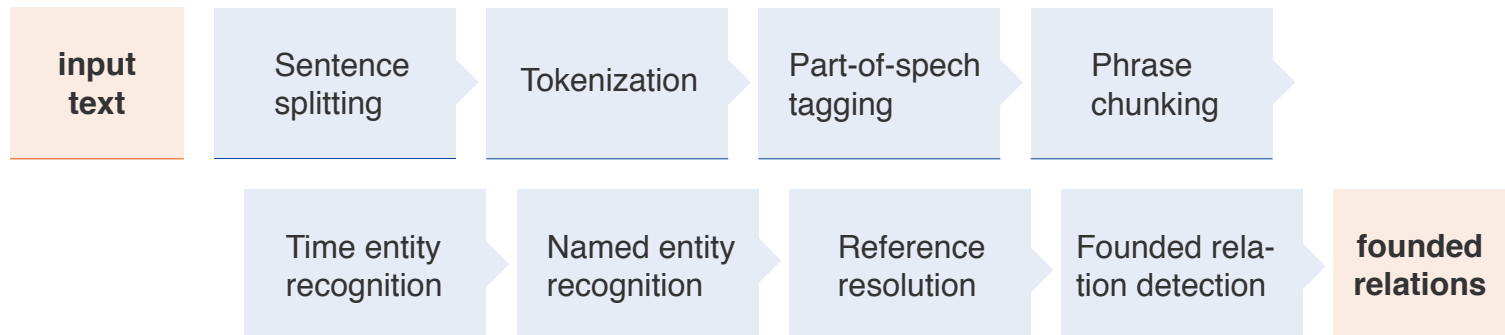 input
text
Sentence
splitting
Tokenization
Part-of-spech
tagging
Phrase
chunking
Time entity
recognition
Named entity
recognition
Reference
resolution
Founded rela-
tion detection
founded
relations